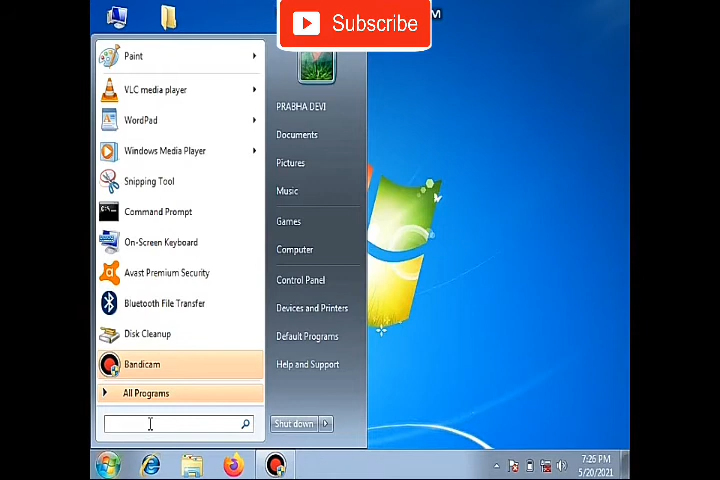 Subscribe
M
Paint
VLC media player
WordPad
Windows Media Player
Snipping Tool
Command Prompt
On-Screen Keyboard
Avast Premium Security
Bluetooth File Transfer
Disk Cleanup
Bandicam
All Programs
PRABHA DEVI
Documents
Pictures
Music
Games
Computer
Control Panel
Devices and Printers
Default Programs
Help and Support
Shut down
7:26 PM
5/20/2021